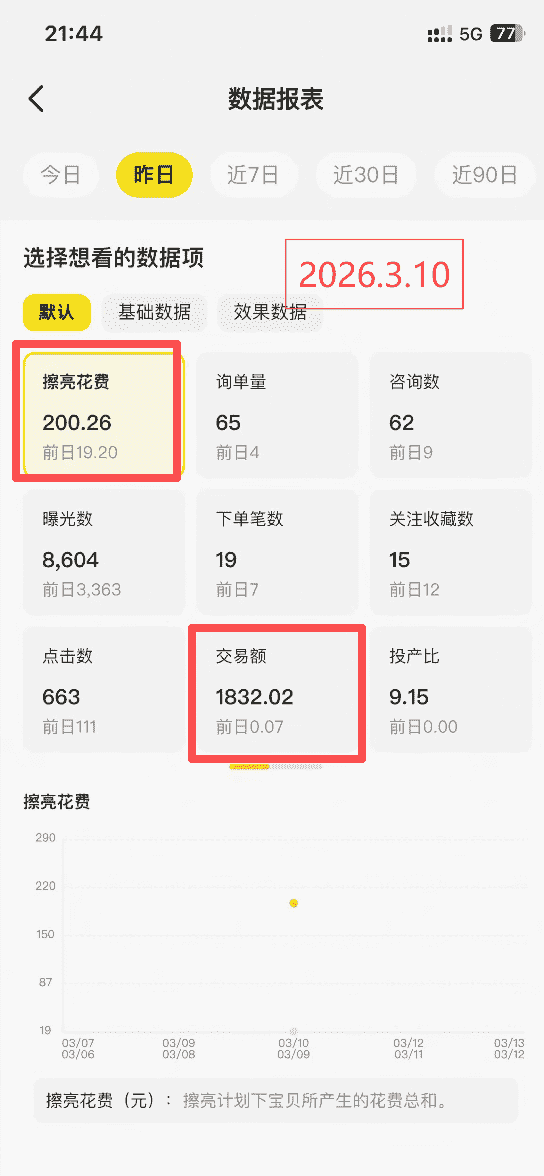 21:44 5G 77
数据报表
今日 昨日 近7日 近30日 近90日
选择想看的数据项
2026.3.10
默认 基础数据 效果数据
擦亮花费 询单量 咨询数
200.26 65 62
前日19.20 前日4 前日9
曝光数 下单笔数 关注收藏数
8,604 19 15
前日3,363 前日7 前日12
点击数 交易额 投产比
663 1832.02 9.15
前日111 前日0.07 前日0.00
擦亮花费
290
220
150
87
19
03/07 03/09 03/10 03/12 03/13
03/06 03/08 03/09 03/11 03/12
擦亮花费（元）：擦亮计划下宝贝所产生的花费总和。